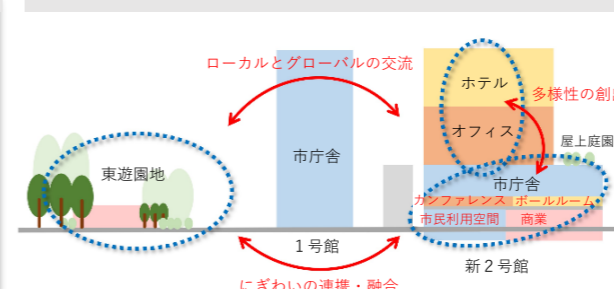 ローカルとグローバルの交流
ホテル
多様性の創
オフィス
屋上庭園
東遊園地
市庁舎
市庁舎
カンファレンス
ボールルーム
市民利用空間
商業
1号館
新2号館
にぎわいの連携・融合